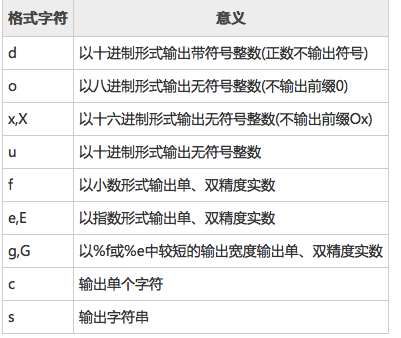 格式字符 意义
d 以十进制形式输出带符号整数(正数不输出符号)
o 以八进制形式输出无符号整数(不输出前缀0)
x,X 以十六进制形式输出无符号整数(不输出前缀Ox)
u 以十进制形式输出无符号整数
f 以小数形式输出单、双精度实数
e,E 以指数形式输出单、双精度实数
g,G 以%f或%e中较短的输出宽度输出单、双精度实数
c 输出单个字符
s 输出字符串